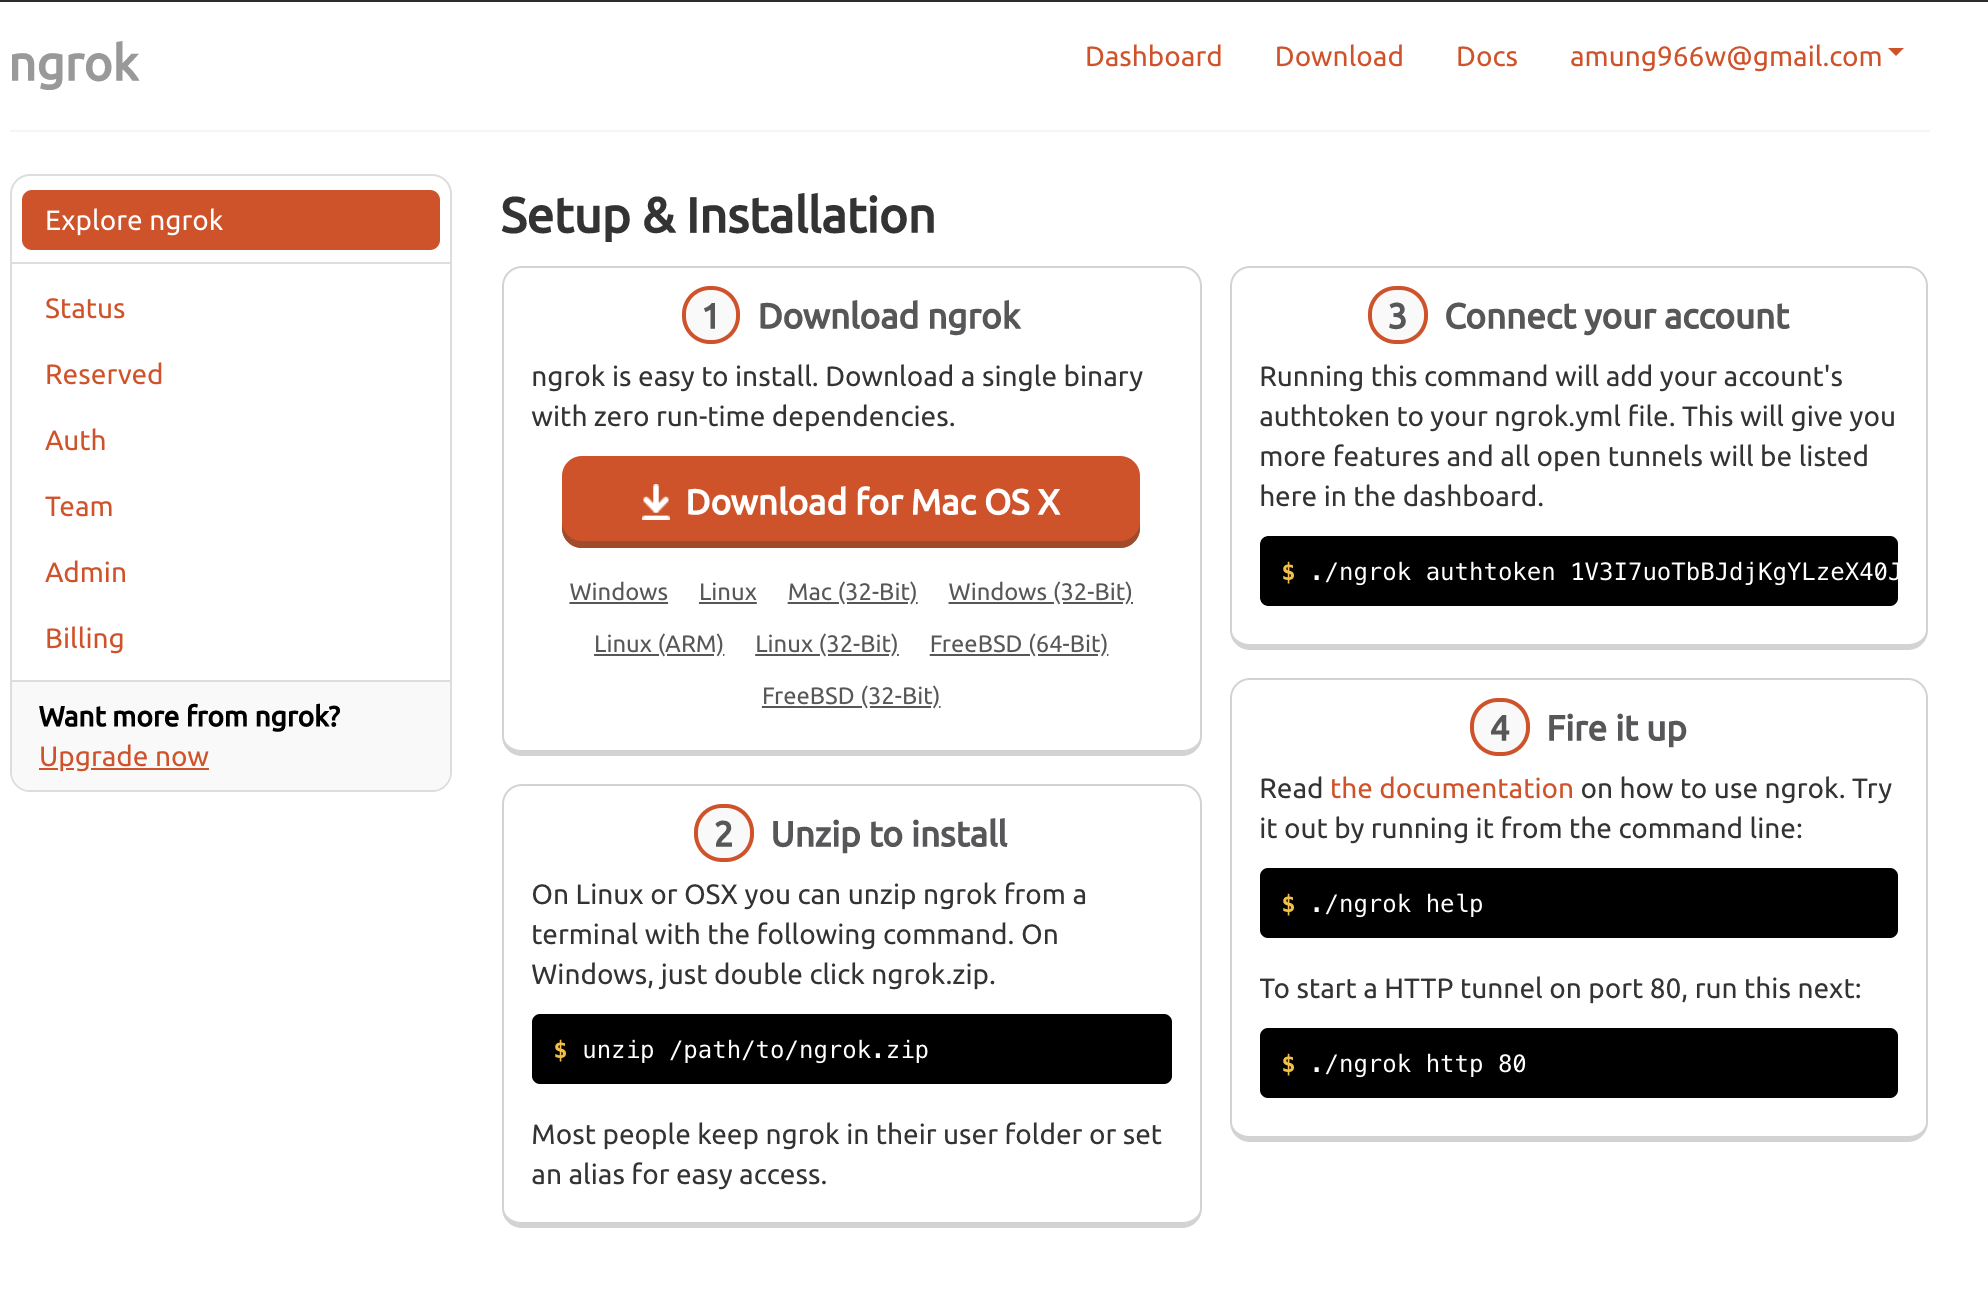 ngrok
Dashboard Download Docs amung966w@gmail.com
Explore ngrok
Status
Reserved
Auth
Team
Admin
Billing
Want more from ngrok?
Upgrade now
Setup & Installation
1 Download ngrok
ngrok is easy to install. Download a single binary
with zero run-time dependencies.
Download for Mac OS X
Windows Linux Mac (32-Bit) Windows (32-Bit)
Linux (ARM) Linux (32-Bit) FreeBSD (64-Bit)
FreeBSD (32-Bit)
2 Unzip to install
On Linux or OSX you can unzip ngrok from a
terminal with the following command. On
Windows, just double click ngrok.zip.
$ unzip /path/to/ngrok.zip
Most people keep ngrok in their user folder or set
an alias for easy access.
3 Connect your account
Running this command will add your account's
authtoken to your ngrok.yml file. This will give you
more features and all open tunnels will be listed
here in the dashboard.
$ ./ngrok authtoken 1V3I7uoTbBJdjKgYLzeX40J
4 Fire it up
Read the documentation on how to use ngrok. Try
it out by running it from the command line:
$ ./ngrok help
To start a HTTP tunnel on port 80, run this next:
$ ./ngrok http 80